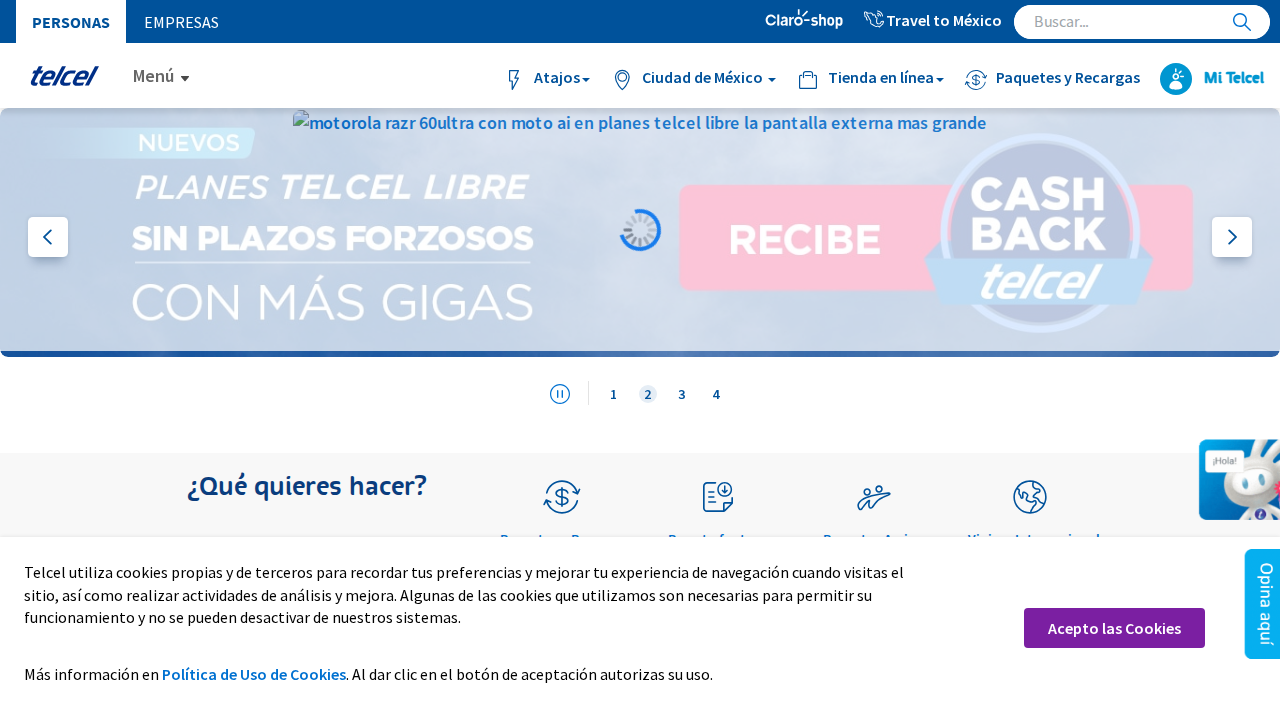 PERSONAS
EMPRESAS
Claro-shop
Travel to México
Buscar...
telcel
Menú
Atajos
Ciudad de México
Tienda en línea
Paquetes y Recargas
Mi Telcel
motorola razr 60ultra con moto ai en planes telcel libre la pantalla externa mas grande
NUEVOS
PLANES TELCEL LIBRE
SIN PLAZOS FORZOSOS
CON MÁS GIGAS
RECIBE
CASH
BACK
telcel
1
2
3
4
¿Qué quieres hacer?
¡Hola!
Opina aquí
Telcel utiliza cookies propias y de terceros para recordar tus preferencias y mejorar tu experiencia de navegación cuando visitas el
sitio, así como realizar actividades de análisis y mejora. Algunas de las cookies que utilizamos son necesarias para permitir su
funcionamiento y no se pueden desactivar de nuestros sistemas.
Acepto las Cookies
Más información en Política de Uso de Cookies. Al dar clic en el botón de aceptación autorizas su uso.